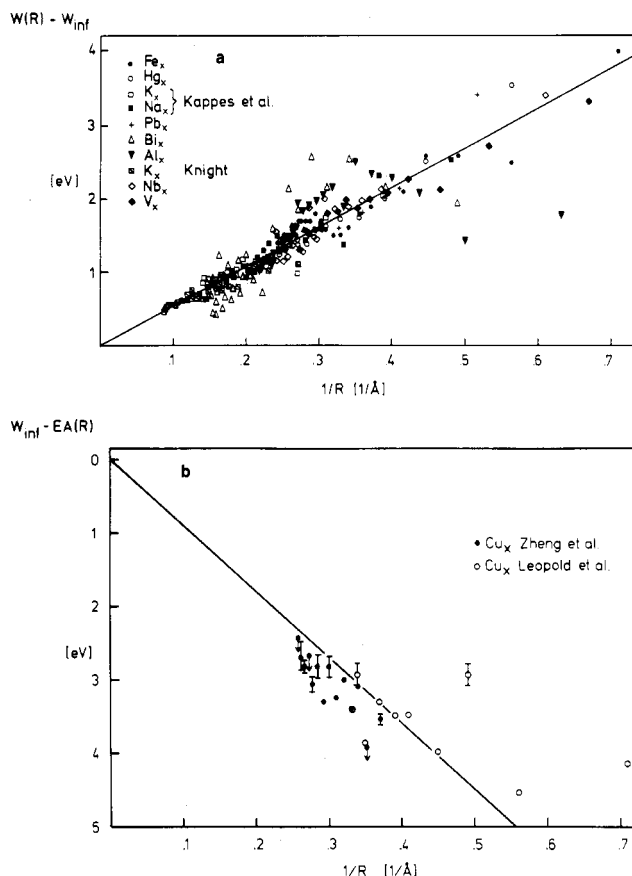 W(R) - W_inf
a
4
3
[eV]
2
1
Fe_x
Hg_x
K_x
Na_x
} Kappes et al.
Pb_x
Bi_x
Al_x
K_x Knight
Nb_x
V_x
.1 .2 .3 .4 .5 .6 .7
1/R [1/Å]
W_inf - EA(R)
b
0
1
2
[eV]
3
4
5
Cu_x Zheng et al.
Cu_x Leopold et al.
.1 .2 .3 .4 .5 .6 .7
1/R [1/Å]